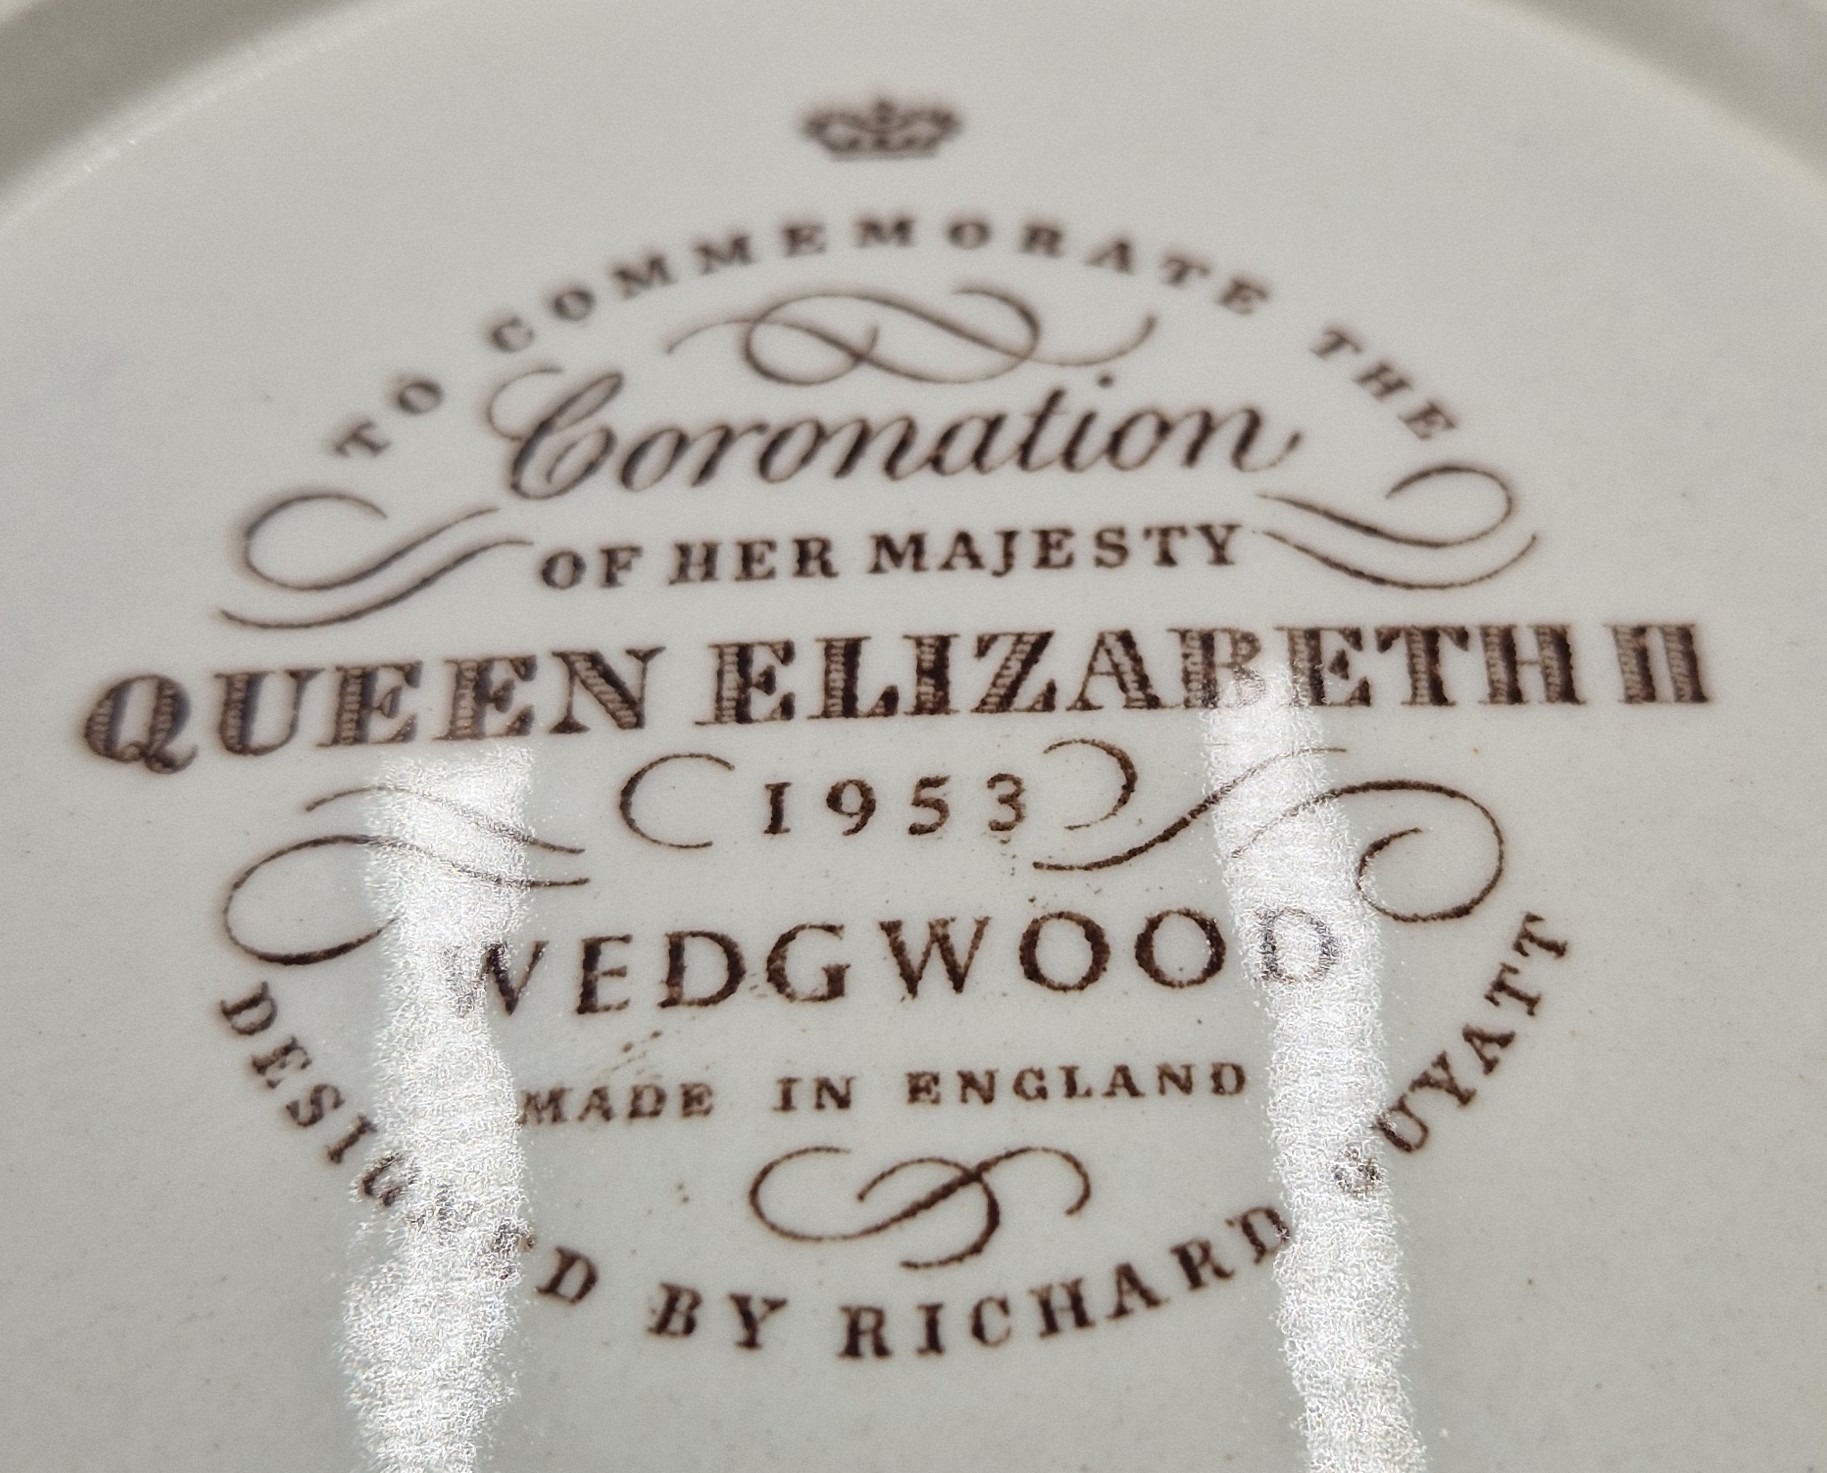 TO COMMEMORATE THE
Coronation
OF HER MAJESTY
QUEEN ELIZABETH II
1953
WEDGWOOD
MADE IN ENGLAND
DESIGNED BY RICHARD GUYATT